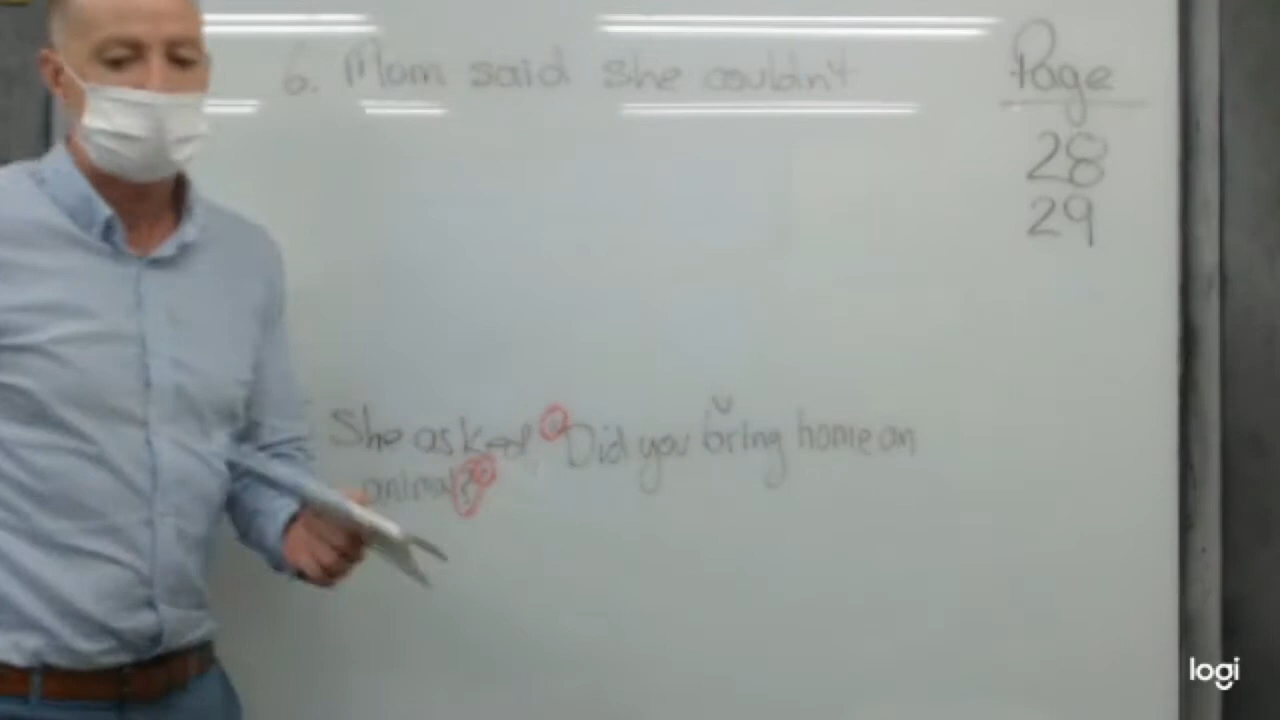 6. Mom said she couldn't
Page
28
29
She asked "Did you bring home an
animal?"
logi